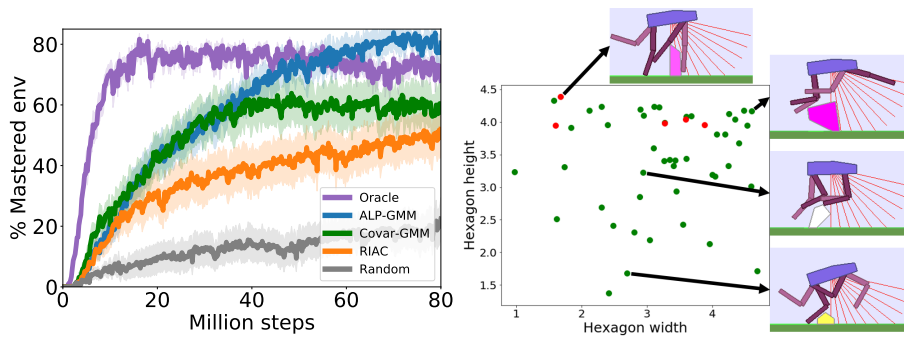 % Mastered env
80
60
40
20
0
0
20
40
60
80
Million steps
Oracle
ALP-GMM
Covar-GMM
RIAC
Random
Hexagon height
4.5
4.0
3.5
3.0
2.5
2.0
1.5
1
2
3
4
Hexagon width